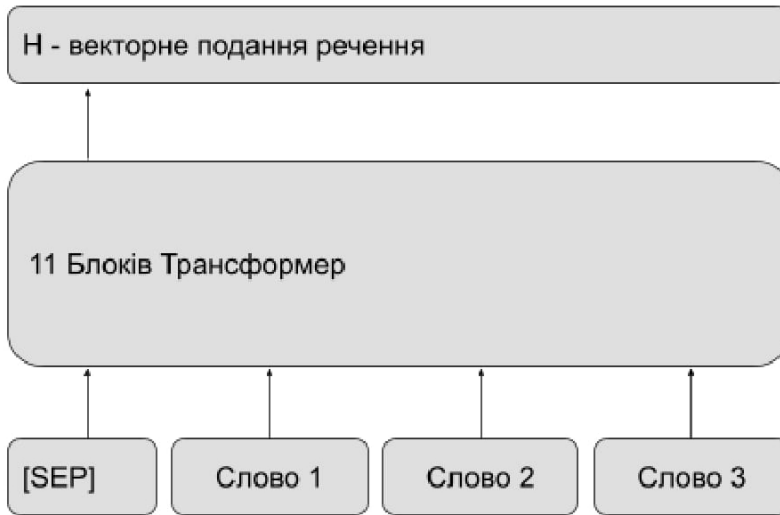 Н - векторне подання речення
11 Блоків Трансформер
[SEP] Слово 1 Слово 2 Слово 3